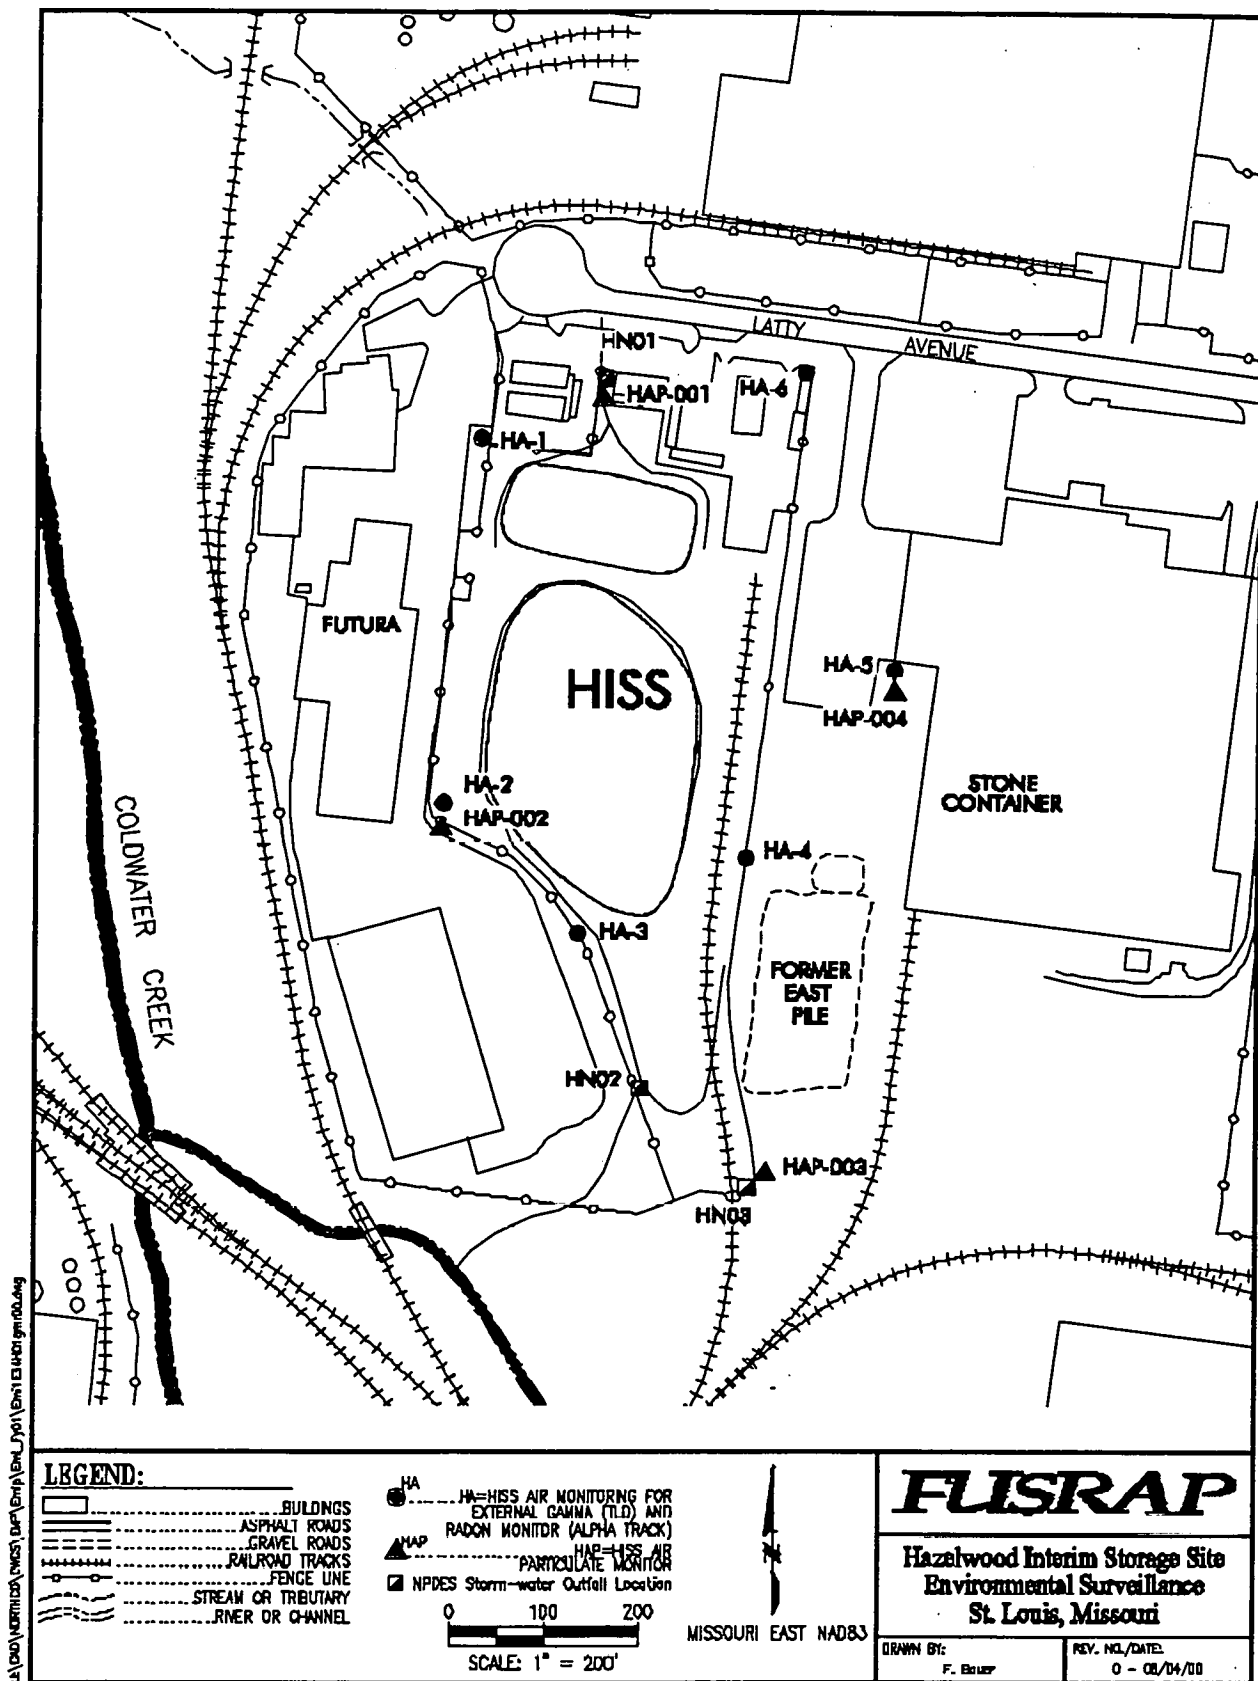 LATTY
AVENUE
HN01
HAP-001
HA-6
HA-1
FUTURA
HISS
HA-5
HAP-004
STONE
CONTAINER
HA-2
HAP-002
HA-4
HA-3
FORMER
EAST
PILE
COLDWATER CREEK
HN02
HAP-003
HN03
LEGEND:
BUILDINGS
ASPHALT ROADS
GRAVEL ROADS
RAILROAD TRACKS
FENCE LINE
STREAM OR TRIBUTARY
RIVER OR CHANNEL
HA
HA=HISS AIR MONITORING FOR
EXTERNAL GAMMA (TLD) AND
RADON MONITOR (ALPHA TRACK)
HAP
HAP=HISS AIR
PARTICULATE MONITOR
NPDES Storm-water Outfall Location
0 100 200
SCALE: 1" = 200'
MISSOURI EAST NAD83
FUSRAP
Hazelwood Interim Storage Site
Environmental Surveillance
St. Louis, Missouri
DRAWN BY:
F. Bauer
REV. NO./DATE:
0 - 08/04/00